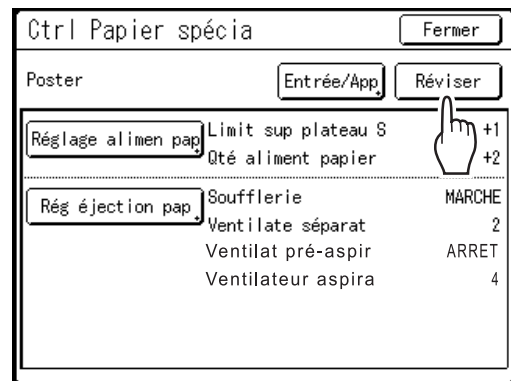 Ctrl Papier spécia Fermer
Poster Entrée/App Réviser
Réglage alimen pap Limit sup plateau S +1
Qté aliment papier +2
Rég éjection pap Soufflerie MARCHE
Ventilate séparat 2
Ventilat pré-aspir ARRET
Ventilateur aspira 4